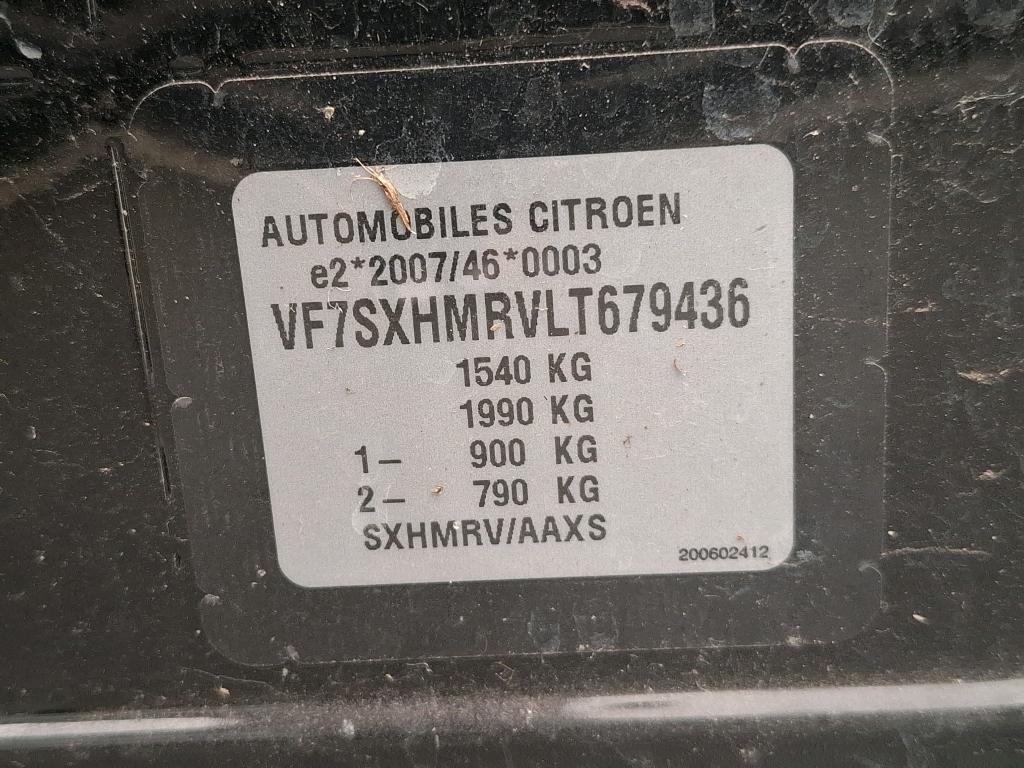 AUTOMOBILES CITROEN
e2*2007/46*0003
VF7SXHMRVLT679436
1540 KG
1990 KG
1- 900 KG
2- 790 KG
SXHMRV/AAXS
200602412